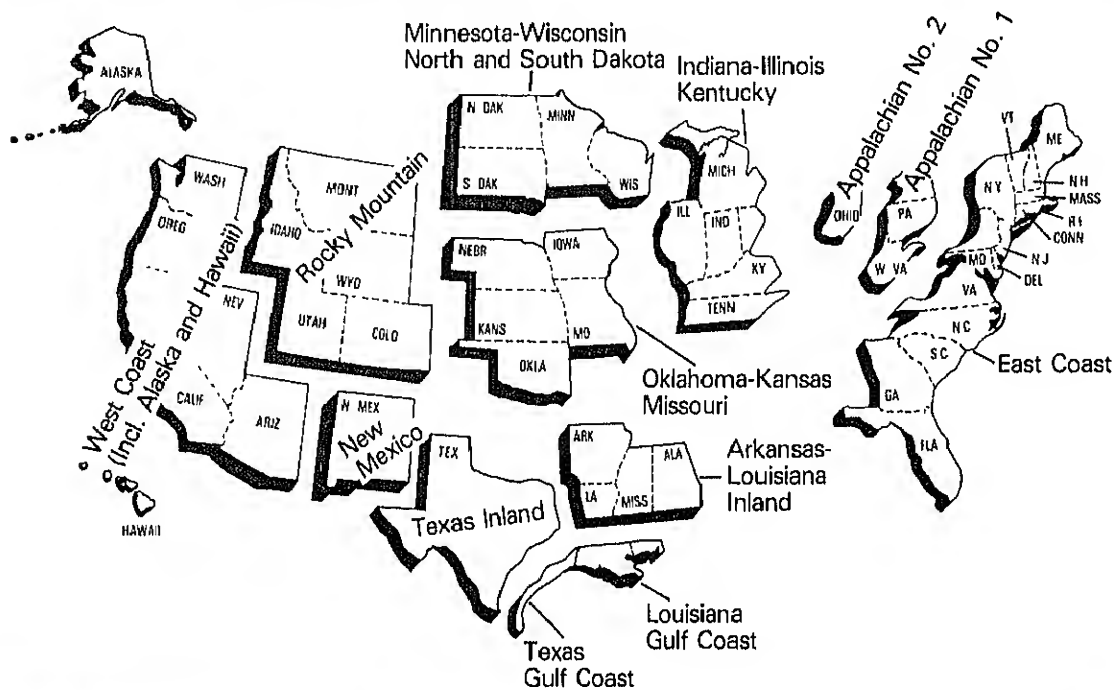 ALASKA
Minnesota-Wisconsin
North and South Dakota
Indiana-Illinois
Kentucky
Appalachian No. 2
Appalachian No. 1
WASH
OREG
NEV
CALIF
ARIZ
West Coast
(Incl. Alaska and Hawaii)
HAWAII
MONT
IDAHO
WYO
UTAH
COLO
Rocky Mountain
N MEX
New
Mexico
N DAK
MINN
S DAK
WIS
NEBR
IOWA
KANS
MO
OKLA
Oklahoma-Kansas
Missouri
MICH
ILL
IND
KY
TENN
OHIO
PA
W VA
VT
ME
NY
NH
MASS
RI
CONN
NJ
MD
DEL
VA
NC
SC
East Coast
GA
FLA
TEX
Texas Inland
ARK
ALA
LA
MISS
Arkansas-
Louisiana
Inland
Louisiana
Gulf Coast
Texas
Gulf Coast